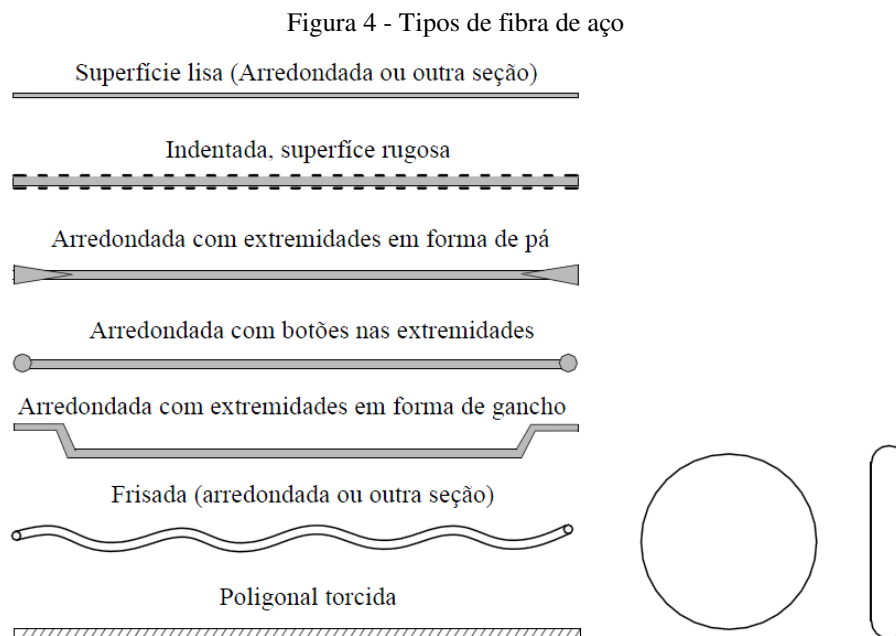 Figura 4 - Tipos de fibra de aço
Superfície lisa (Arredondada ou outra seção)
Indentada, superfíce rugosa
Arredondada com extremidades em forma de pá
Arredondada com botões nas extremidades
Arredondada com extremidades em forma de gancho
Frisada (arredondada ou outra seção)
Poligonal torcida